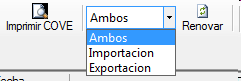 Imprimir COVE
Ambos
Renovar
Ambos
Importacion
Exportacion